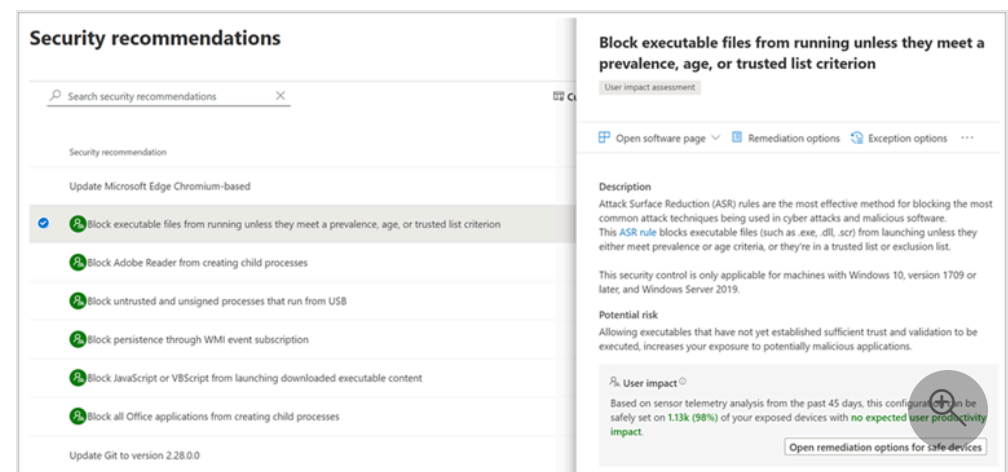 Security recommendations
Search security recommendations
Security recommendation
Update Microsoft Edge Chromium-based
Block executable files from running unless they meet a prevalence, age, or trusted list criterion
Block Adobe Reader from creating child processes
Block untrusted and unsigned processes that run from USB
Block persistence through WMI event subscription
Block JavaScript or VBScript from launching downloaded executable content
Block all Office applications from creating child processes
Update Git to version 2.28.0.0
Block executable files from running unless they meet a
prevalence, age, or trusted list criterion
User impact assessment
Open software page
Remediation options
Exception options
Description
Attack Surface Reduction (ASR) rules are the most effective method for blocking the most
common attack techniques being used in cyber attacks and malicious software.
This ASR rule blocks executable files (such as .exe, .dll, .scr) from launching unless they
either meet prevalence or age criteria, or they're in a trusted list or exclusion list.
This security control is only applicable for machines with Windows 10, version 1709 or
later, and Windows Server 2019.
Potential risk
Allowing executables that have not yet established sufficient trust and validation to be
executed, increases your exposure to potentially malicious applications.
User impact
Based on sensor telemetry analysis from the past 45 days, this configuration can be
safely set on 1.13k (98%) of your exposed devices with no expected user productivity
impact.
Open remediation options for safe devices